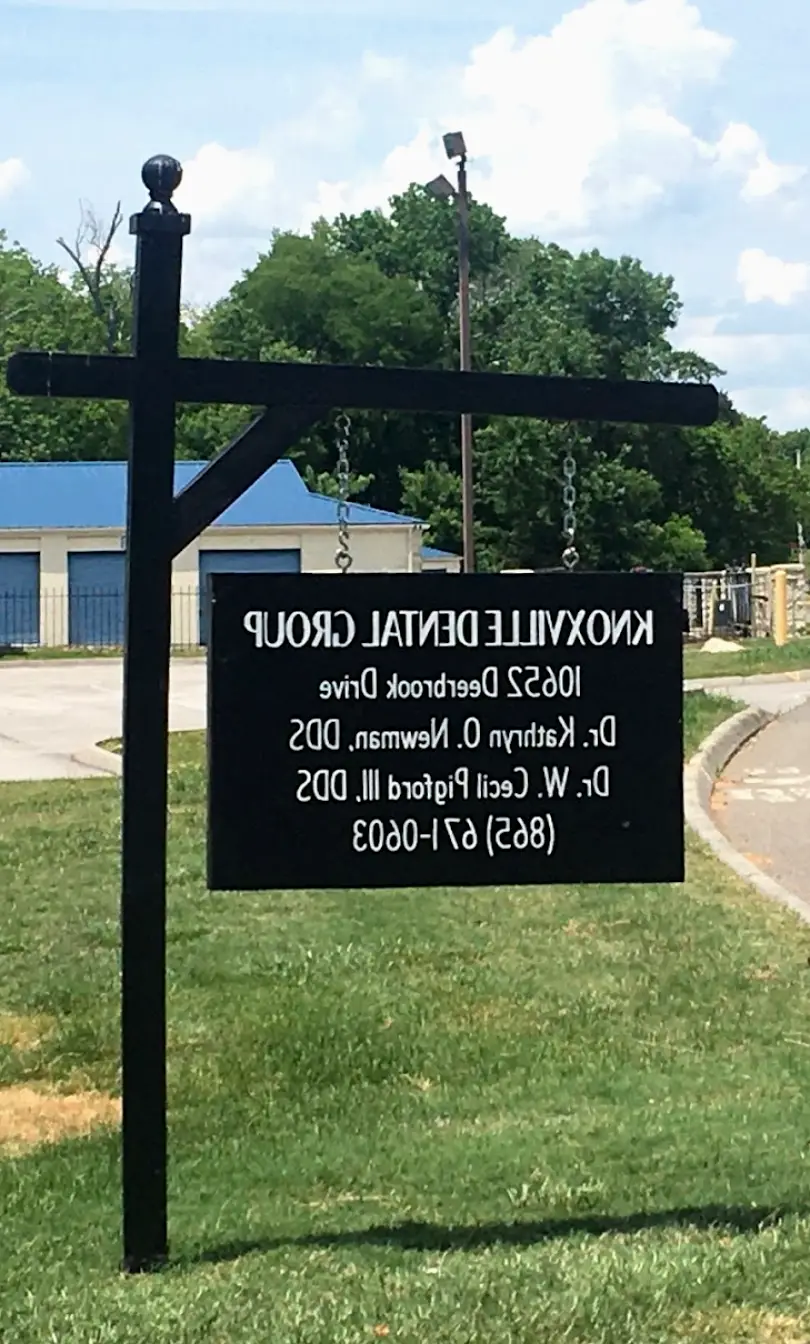 KNOXVILLE DENTAL GROUP
10652 Deerbrook Drive
Dr. Kathryn O. Newman, DDS
Dr. W. Cecil Pigford III, DDS
(865) 671-0603